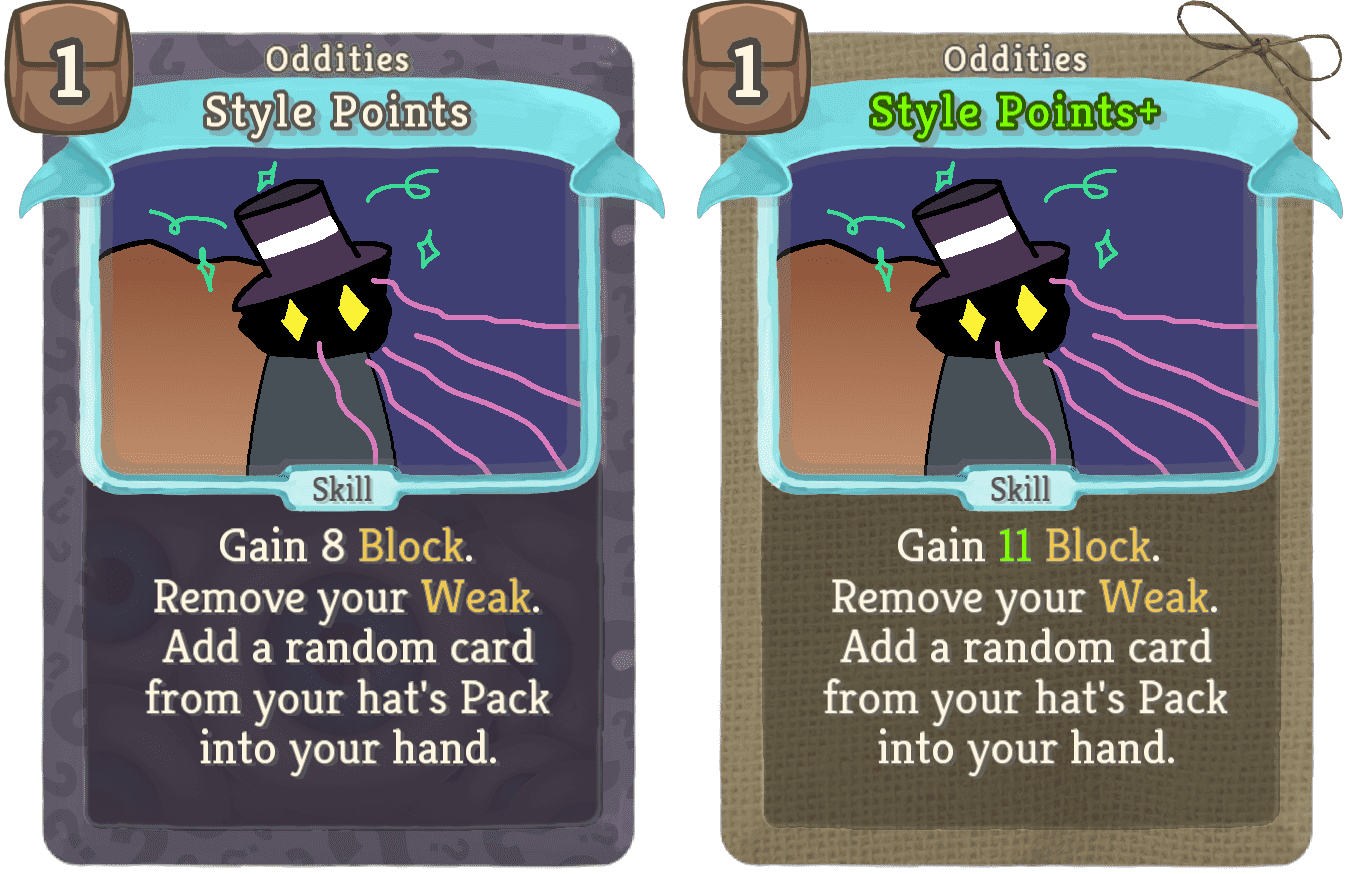 1
Oddities
Style Points
Skill
Gain 8 Block.
Remove your Weak.
Add a random card
from your hat's Pack
into your hand.
1
Oddities
Style Points+
Skill
Gain 11 Block.
Remove your Weak.
Add a random card
from your hat's Pack
into your hand.